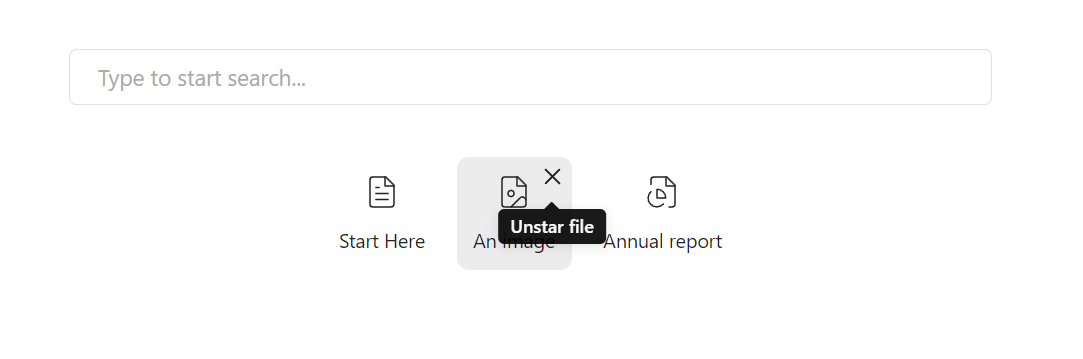 Type to start search...
Unstar file
Start Here
An image
Annual report